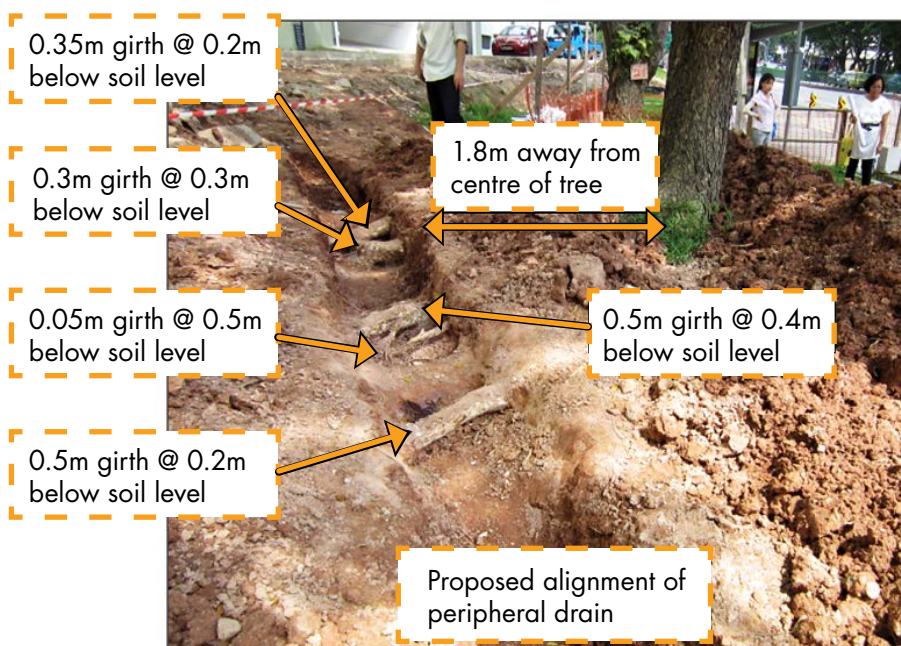 0.35m girth @ 0.2m
below soil level
0.3m girth @ 0.3m
below soil level
1.8m away from
centre of tree
0.05m girth @ 0.5m
below soil level
0.5m girth @ 0.4m
below soil level
0.5m girth @ 0.2m
below soil level
Proposed alignment of
peripheral drain